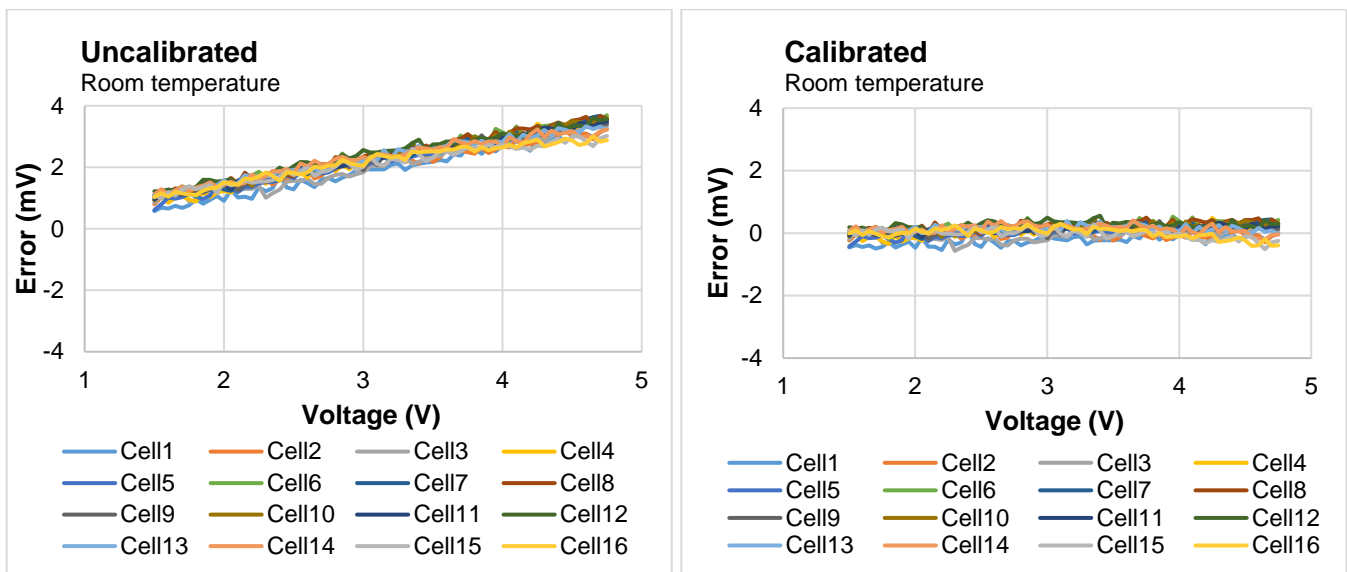 Uncalibrated
Room temperature
Error (mV)
4
2
0
-2
-4
1 2 3 4 5
Voltage (V)
Cell1 Cell2 Cell3 Cell4
Cell5 Cell6 Cell7 Cell8
Cell9 Cell10 Cell11 Cell12
Cell13 Cell14 Cell15 Cell16
Calibrated
Room temperature
Error (mV)
4
2
0
-2
-4
1 2 3 4 5
Voltage (V)
Cell1 Cell2 Cell3 Cell4
Cell5 Cell6 Cell7 Cell8
Cell9 Cell10 Cell11 Cell12
Cell13 Cell14 Cell15 Cell16